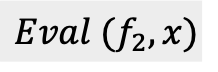 Eval (f₂, x)